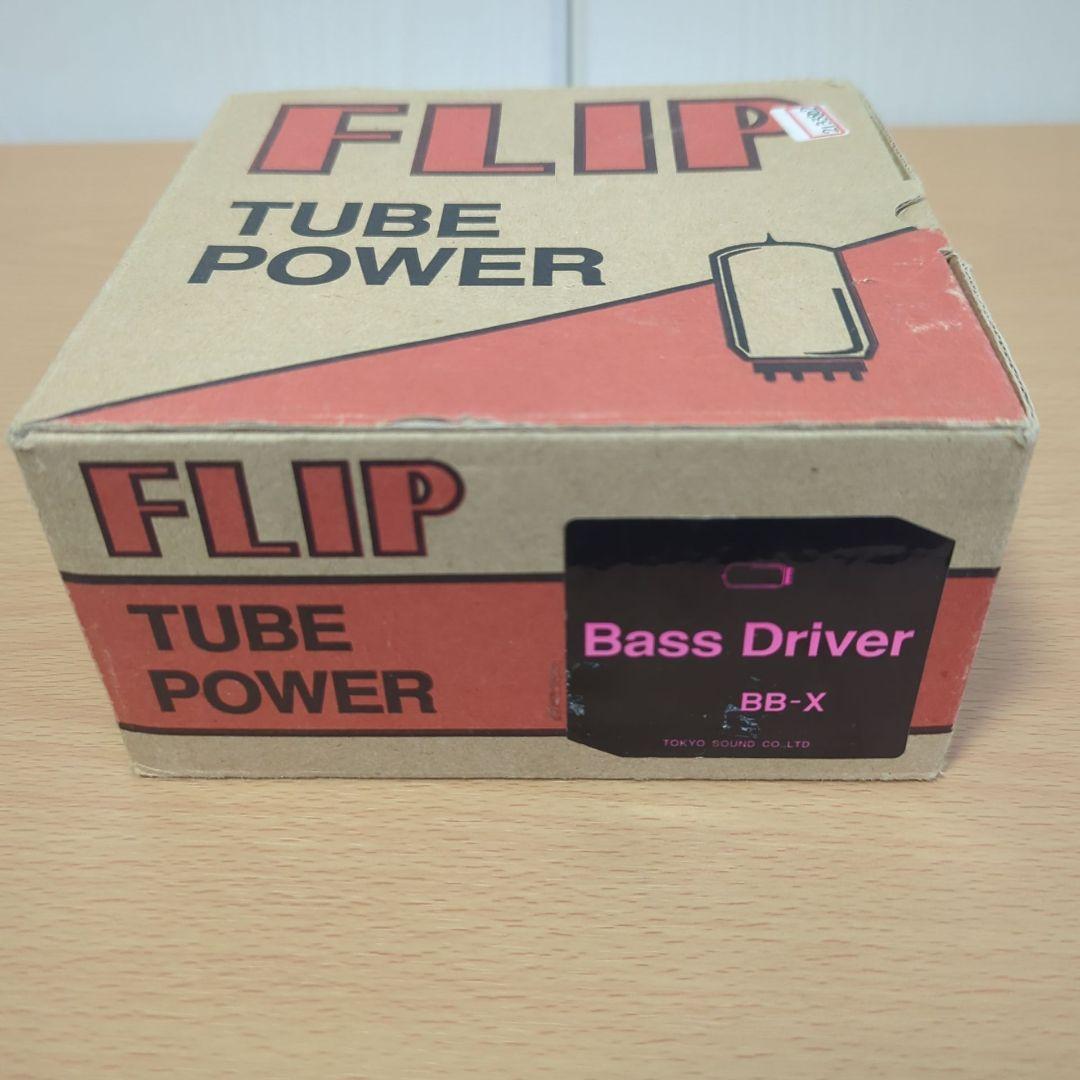 FLIP
TUBE
POWER
FLIP
TUBE
POWER
Bass Driver
BB-X
TOKYO SOUND CO.,LTD